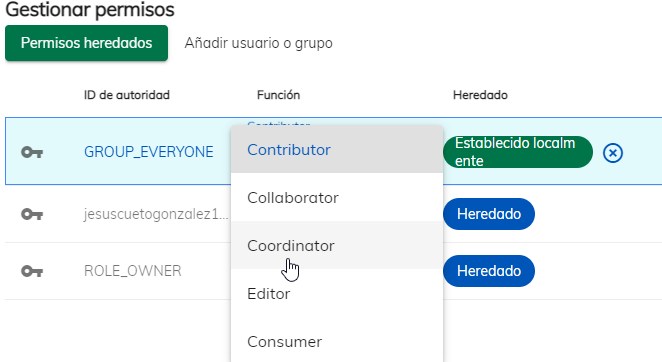 Gestionar permisos
Permisos heredados Añadir usuario o grupo
ID de autoridad Función Heredado
GROUP_EVERYONE
Contributor
Collaborator
Coordinator
Editor
Consumer
Establecido localm
ente
jesuscuetogonzalez1...
Heredado
ROLE_OWNER
Heredado